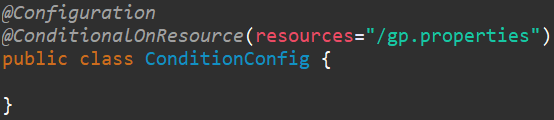 @Configuration
@ConditionalOnResource(resources="/gp.properties")
public class ConditionConfig {
}